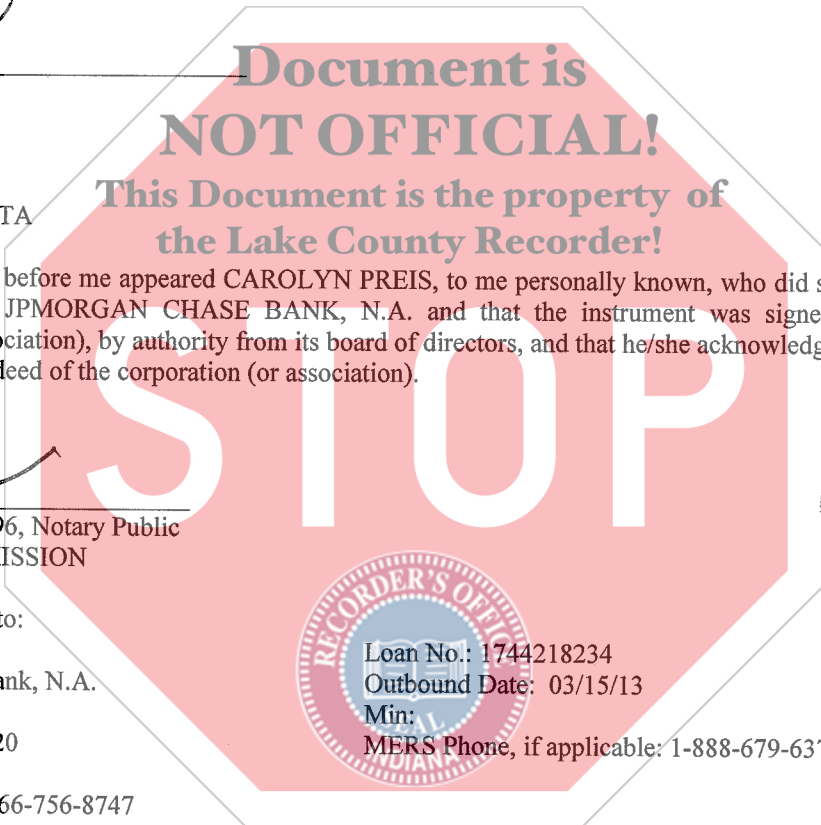 Document is
NOT OFFICIAL!
This Document is the property of
TA
the Lake County Recorder!
before me appeared CAROLYN PREIS, to me personally known, who did s
JPMORGAN CHASE BANK, N.A. and that the instrument was signe
ciation), by authority from its board of directors, and that he/she acknowledg
deed of the corporation (or association).
STOP
96, Notary Public
ISSION
to:
RECORDER'S OFFICE
SEAL
INDIANA
Loan No.: 1744218234
ank, N.A.
Outbound Date: 03/15/13
Min:
20
MERS Phone, if applicable: 1-888-679-637
66-756-8747